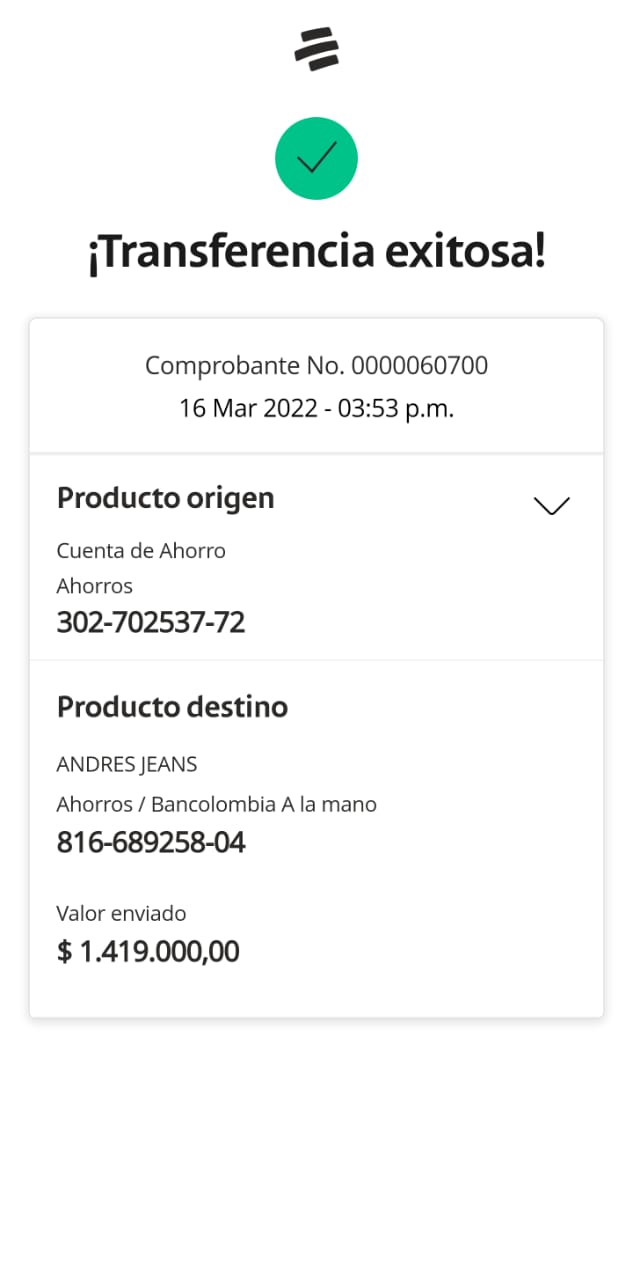 ¡Transferencia exitosa!
Comprobante No. 0000060700
16 Mar 2022 - 03:53 p.m.
Producto origen
Cuenta de Ahorro
Ahorros
302-702537-72
Producto destino
ANDRES JEANS
Ahorros / Bancolombia A la mano
816-689258-04
Valor enviado
$ 1.419.000,00